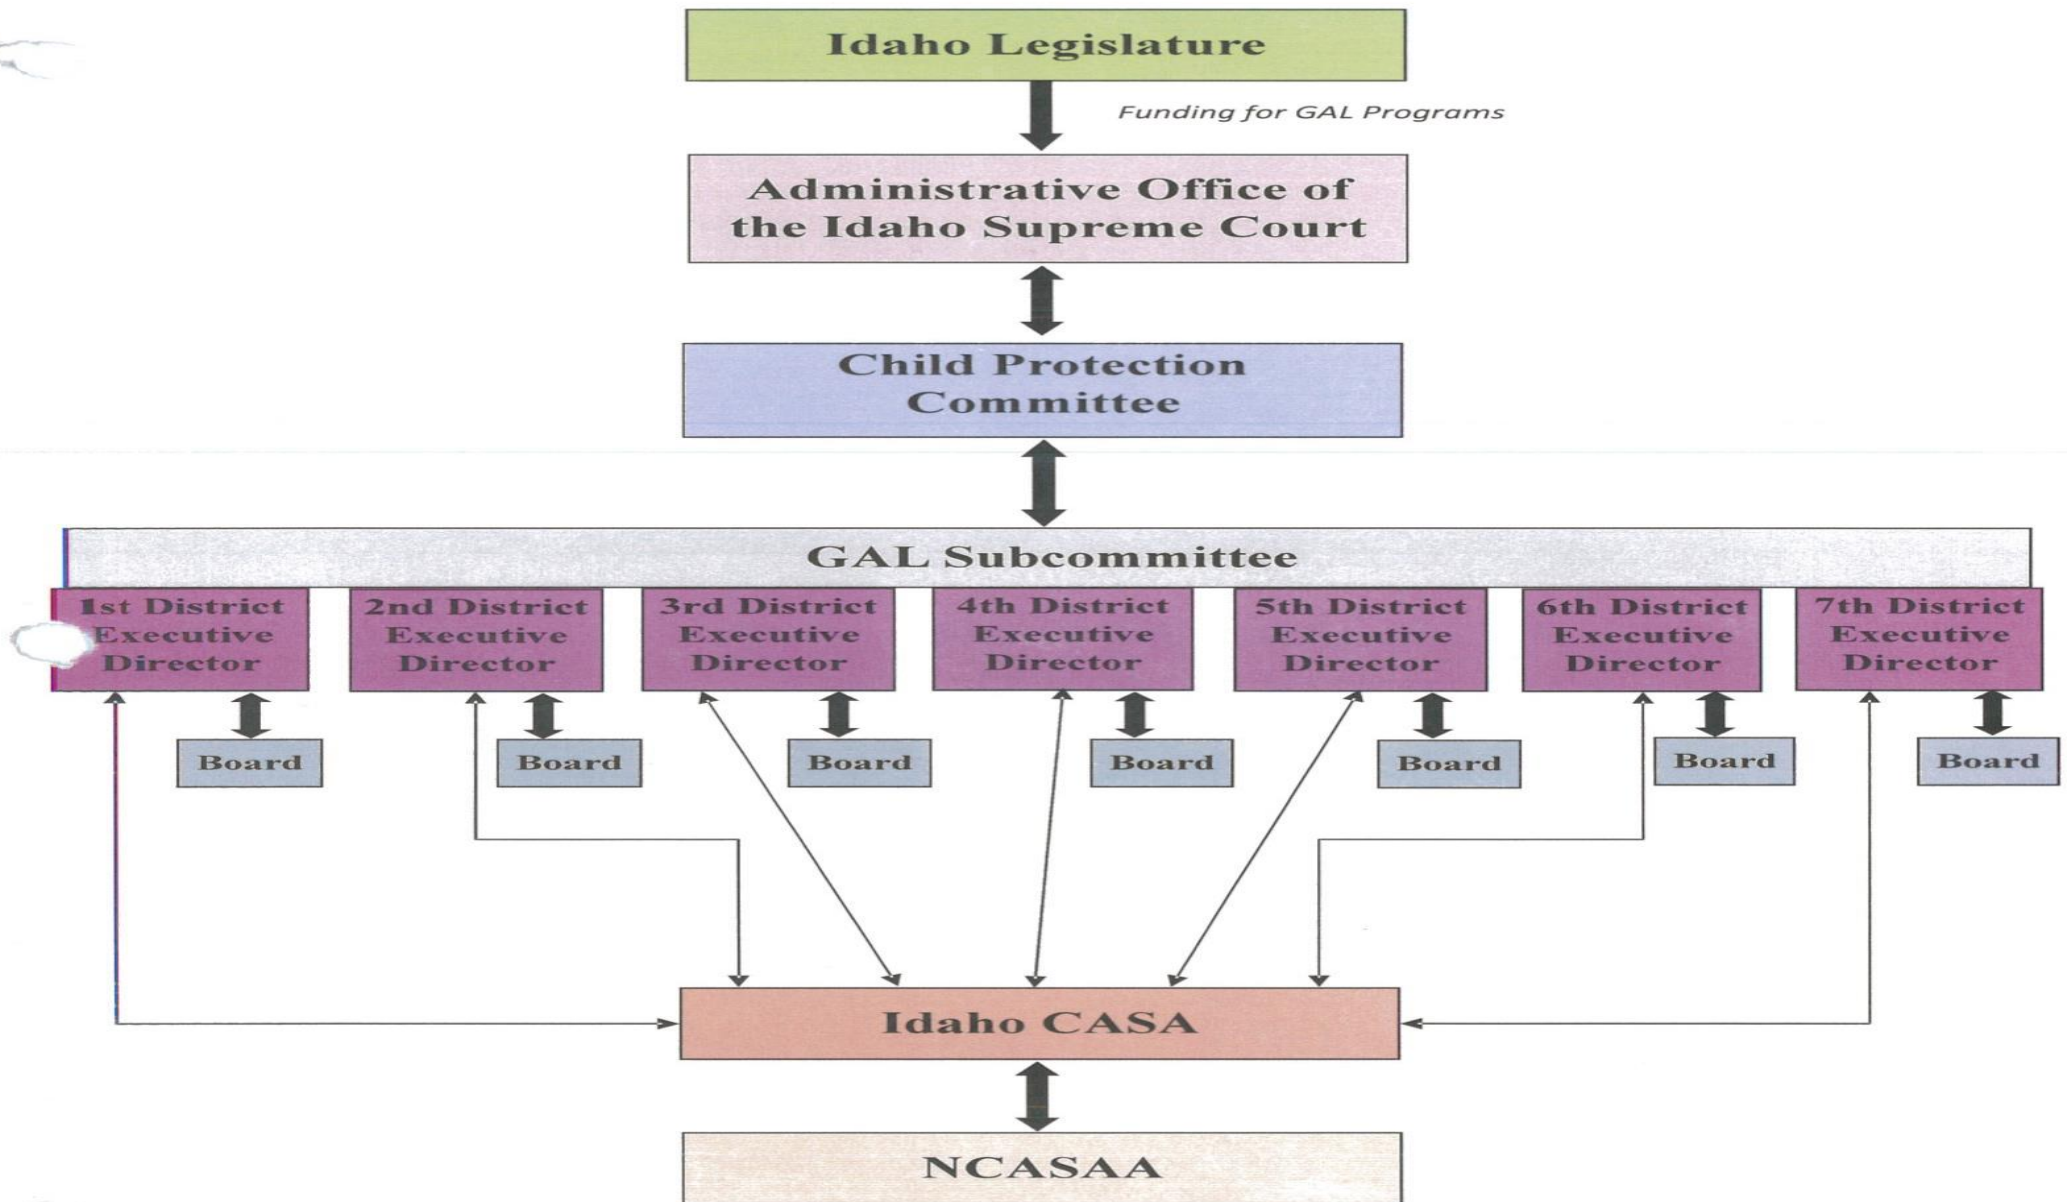 Idaho Legislature
Funding for GAL Programs
Administrative Office of
the Idaho Supreme Court
Child Protection
Committee
GAL Subcommittee
1st District
Executive
Director
2nd District
Executive
Director
3rd District
Executive
Director
4th District
Executive
Director
5th District
Executive
Director
6th District
Executive
Director
7th District
Executive
Director
Board
Board
Board
Board
Board
Board
Board
Idaho CASA
NCASAA